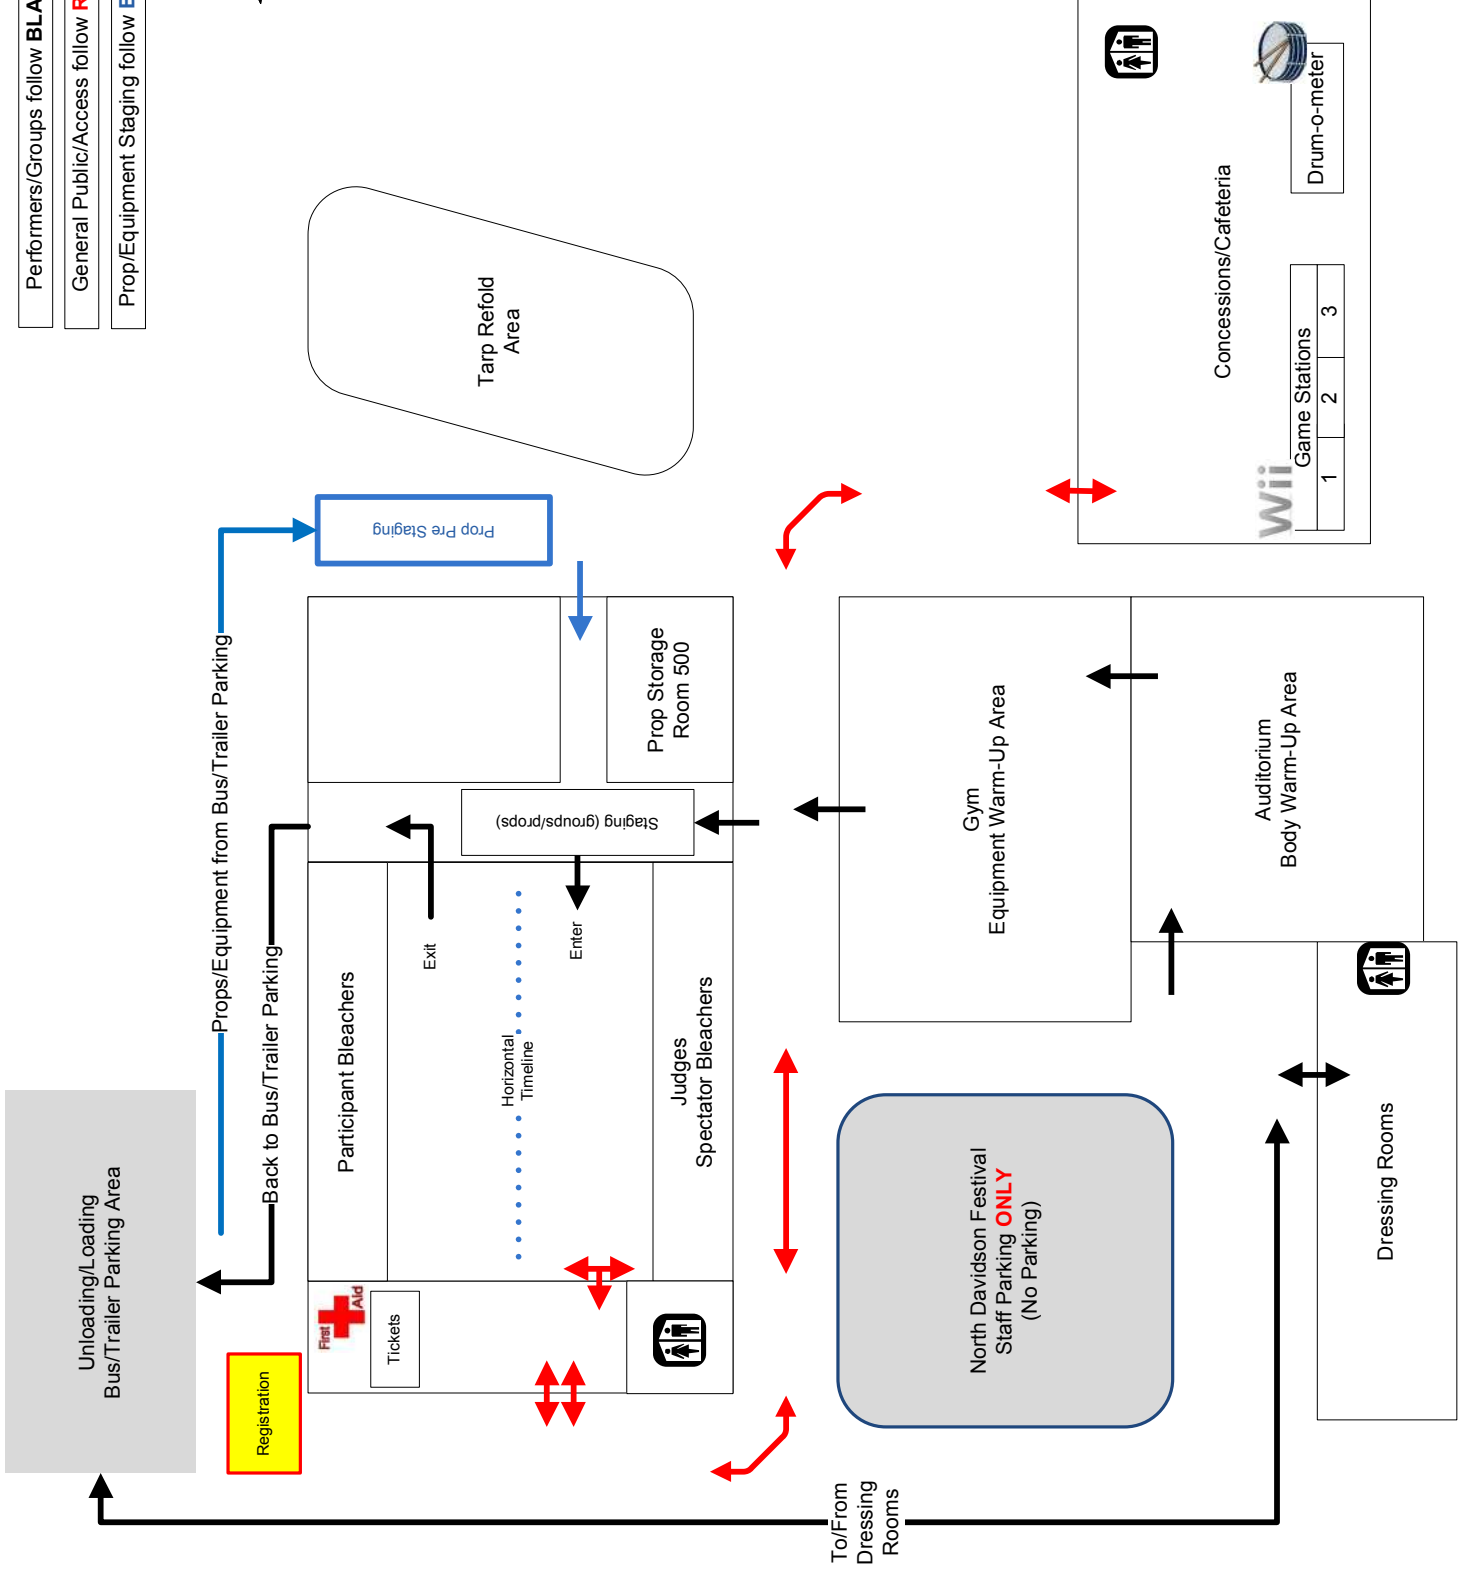 Performers/Groups follow BLA
General Public/Access follow R
Prop/Equipment Staging follow
Unloading/Loading
Bus/Trailer Parking Area
Registration
Props/Equipment from Bus/Trailer Parking
Back to Bus/Trailer Parking
First
Aid
Tickets
Participant Bleachers
Exit
Horizontal
Timeline
Enter
Judges
Spectator Bleachers
Staging (groups/props)
Prop Storage
Room 500
Prop Pre Staging
Tarp Refold
Area
To/From
Dressing
Rooms
North Davidson Festival
Staff Parking ONLY
(No Parking)
Gym
Equipment Warm-Up Area
Auditorium
Body Warm-Up Area
Dressing Rooms
Concessions/Cafeteria
Wii
Game Stations
1 2 3
Drum-o-meter